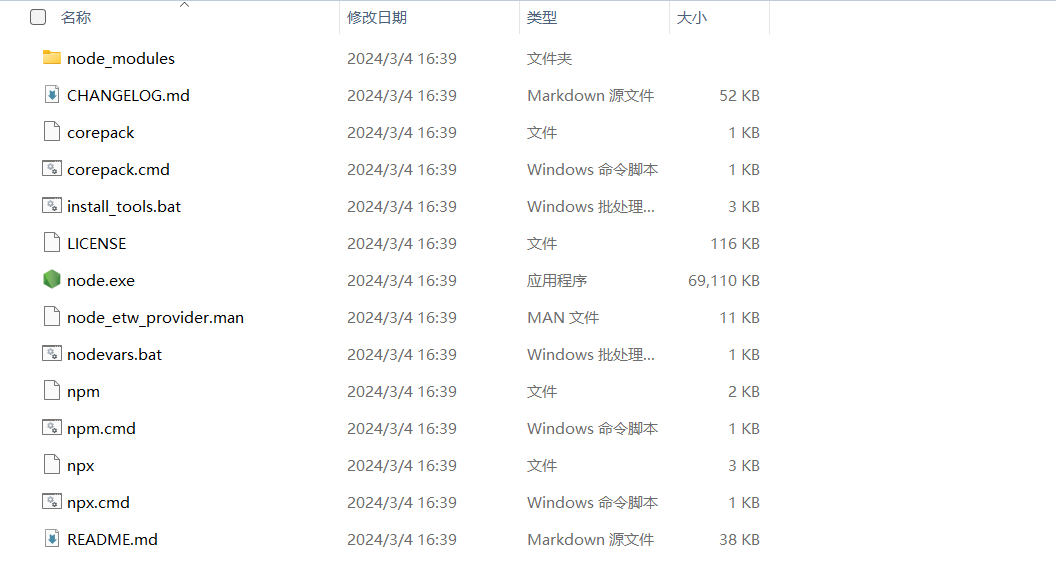 名称 修改日期 类型 大小
node_modules 2024/3/4 16:39 文件夹
CHANGELOG.md 2024/3/4 16:39 Markdown 源文件 52 KB
corepack 2024/3/4 16:39 文件 1 KB
corepack.cmd 2024/3/4 16:39 Windows 命令脚本 1 KB
install_tools.bat 2024/3/4 16:39 Windows 批处理... 3 KB
LICENSE 2024/3/4 16:39 文件 116 KB
node.exe 2024/3/4 16:39 应用程序 69,110 KB
node_etw_provider.man 2024/3/4 16:39 MAN 文件 11 KB
nodevars.bat 2024/3/4 16:39 Windows 批处理... 1 KB
npm 2024/3/4 16:39 文件 2 KB
npm.cmd 2024/3/4 16:39 Windows 命令脚本 1 KB
npx 2024/3/4 16:39 文件 3 KB
npx.cmd 2024/3/4 16:39 Windows 命令脚本 1 KB
README.md 2024/3/4 16:39 Markdown 源文件 38 KB